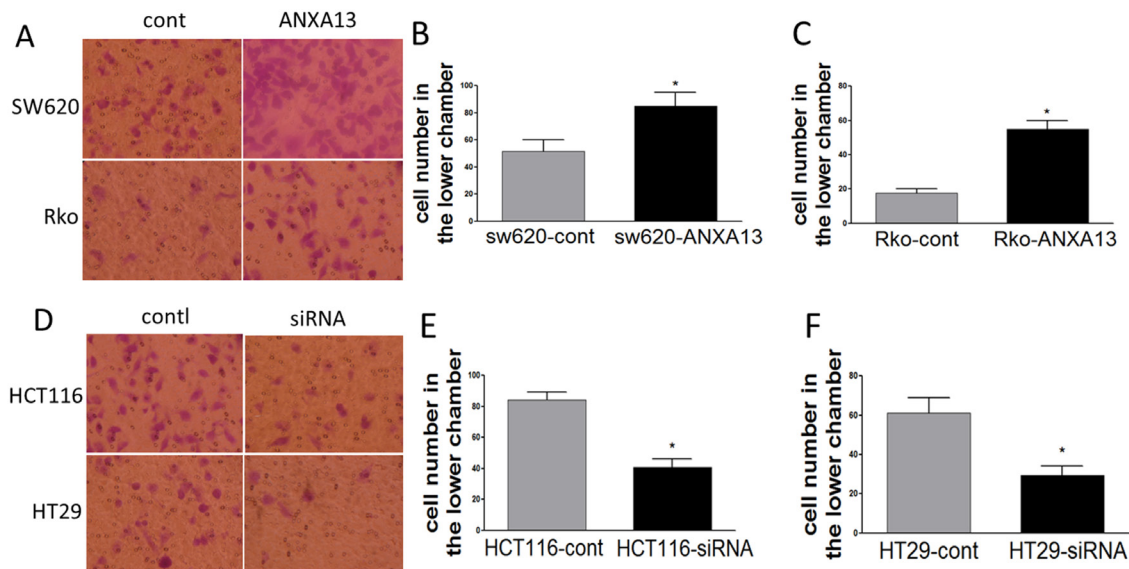 A
cont
ANXA13
SW620
Rko
B
cell number in
the lower chamber
100
80
60
40
20
0
*
sw620-cont
sw620-ANXA13
C
cell number in
the lower chamber
80
60
40
20
0
*
Rko-cont
Rko-ANXA13
D
contl
siRNA
HCT116
HT29
E
cell number in
the lower chamber
100
80
60
40
20
0
*
HCT116-cont
HCT116-siRNA
F
cell number in
the lower chamber
80
60
40
20
0
*
HT29-cont
HT29-siRNA